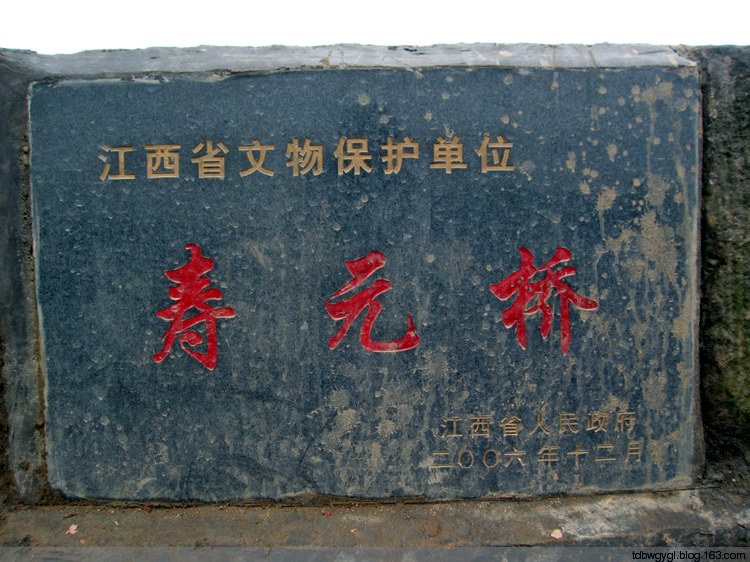 江西省文物保护单位
寿元桥
江西省人民政府
二〇〇六年十二月
tdbwgygl.blog.163.com